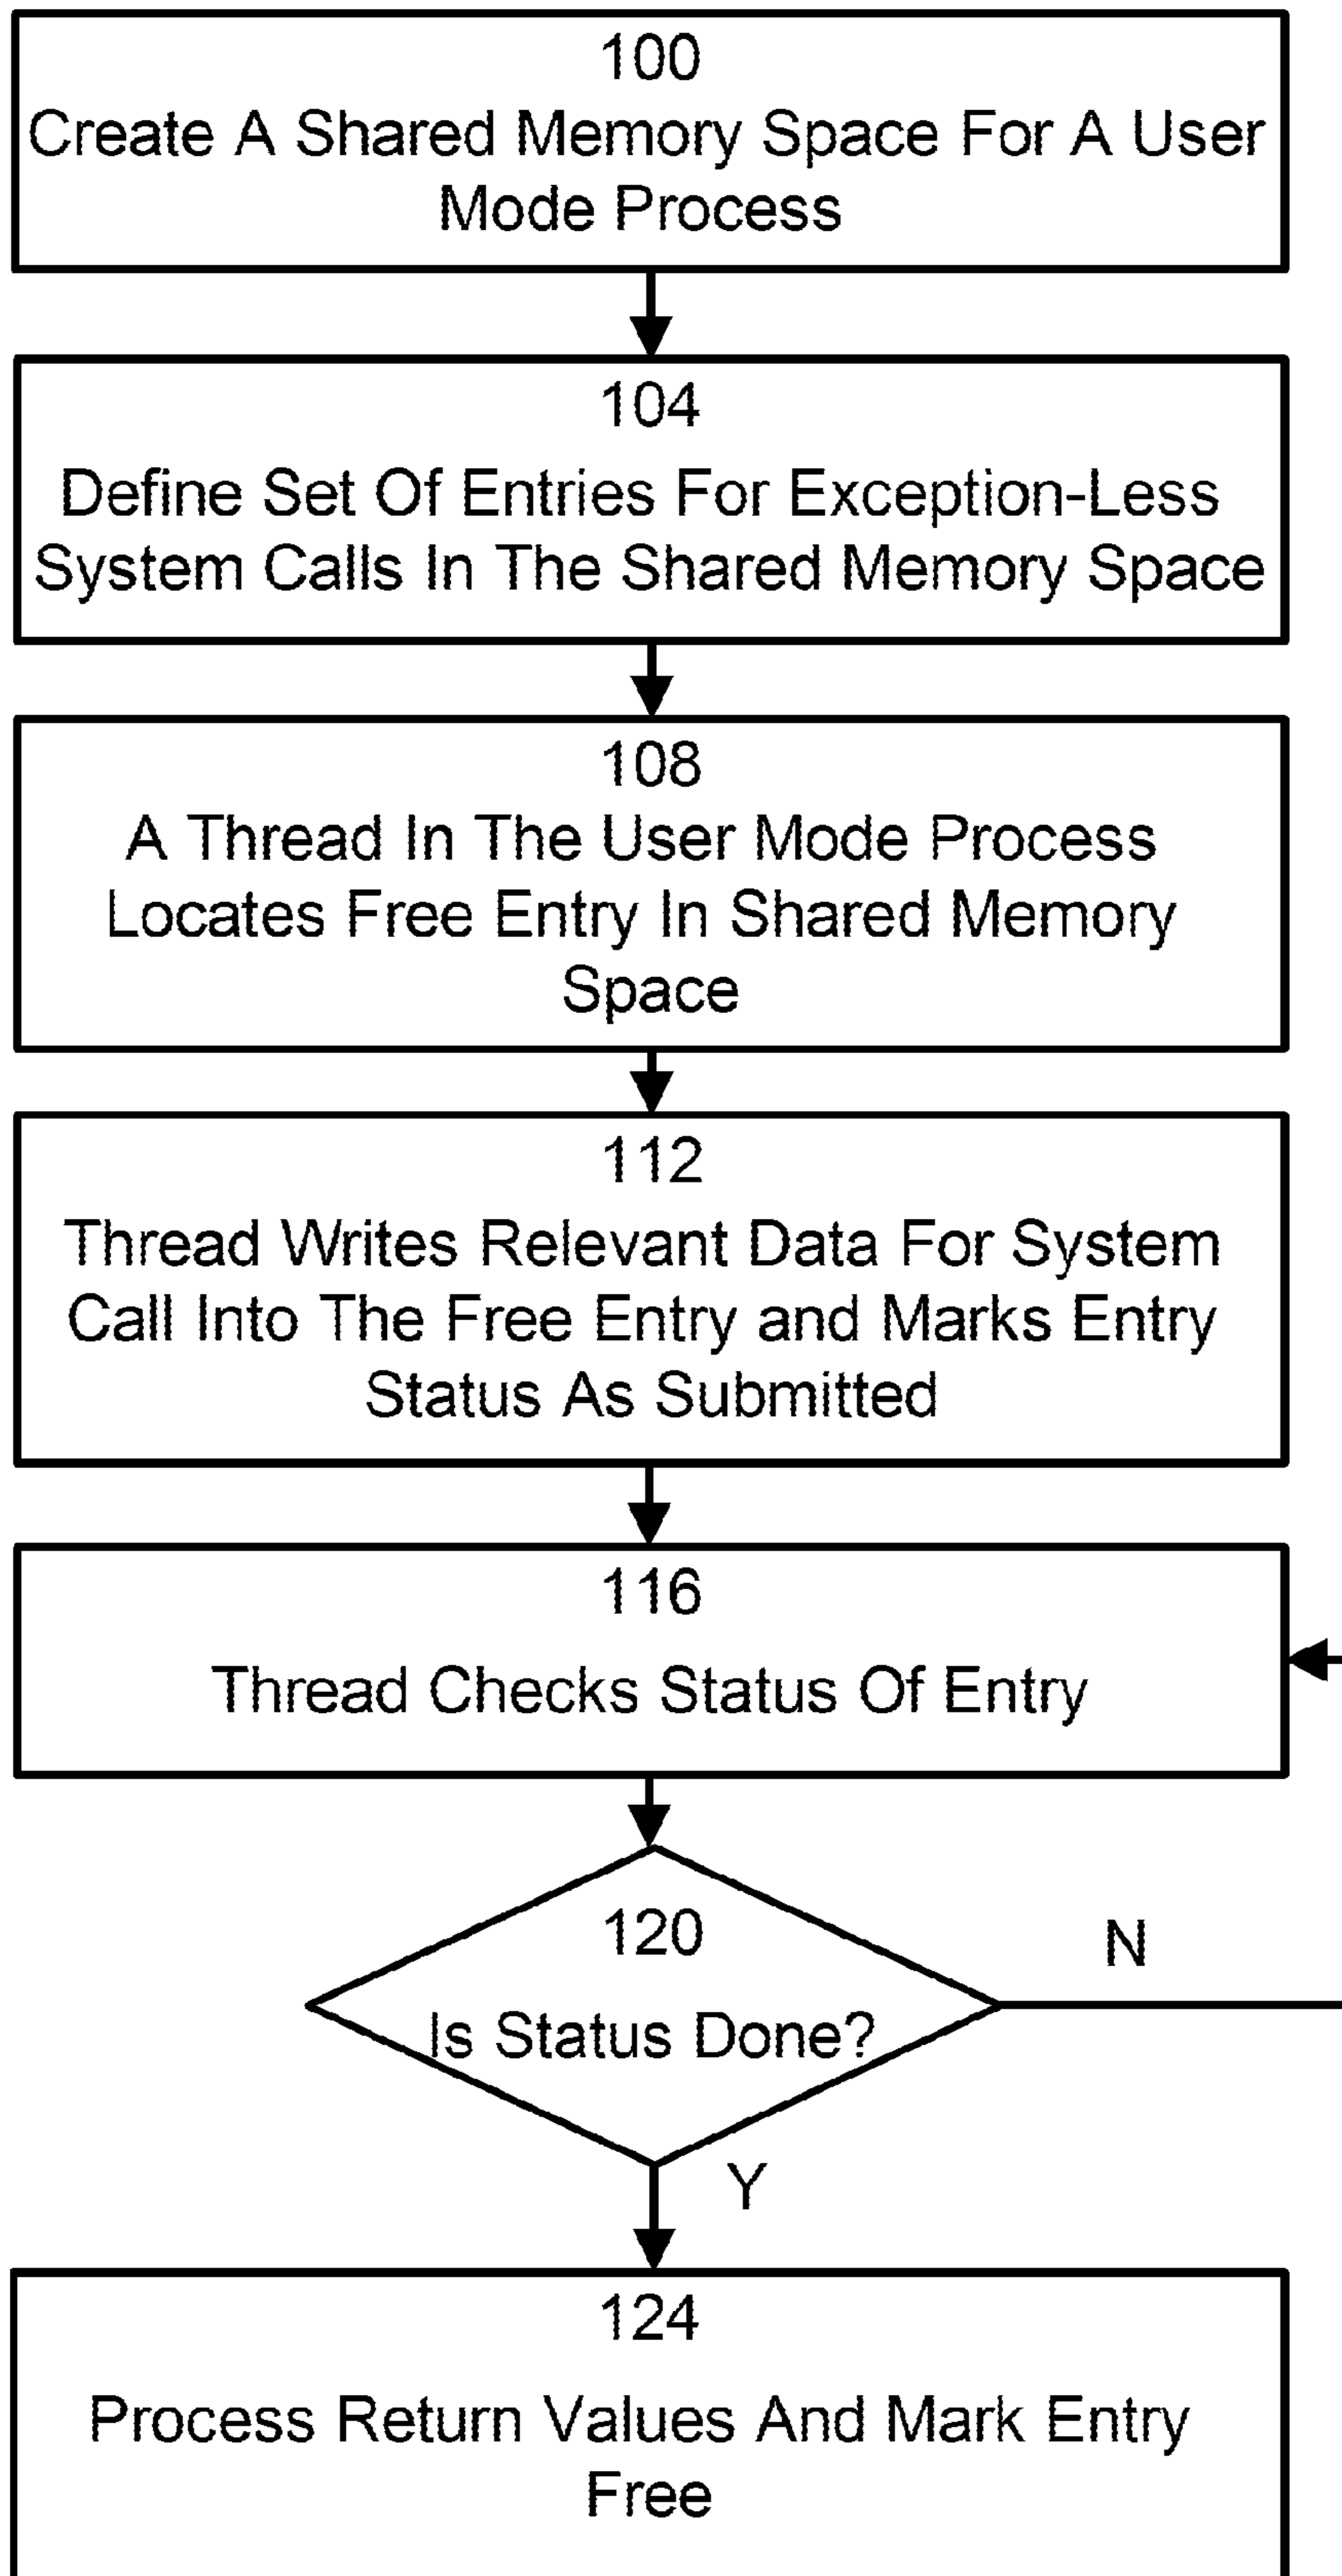 100
Create A Shared Memory Space For A User
Mode Process
104
Define Set Of Entries For Exception-Less
System Calls In The Shared Memory Space
108
A Thread In The User Mode Process
Locates Free Entry In Shared Memory
Space
112
Thread Writes Relevant Data For System
Call Into The Free Entry and Marks Entry
Status As Submitted
116
Thread Checks Status Of Entry
120
N
Is Status Done?
Y
124
Process Return Values And Mark Entry
Free